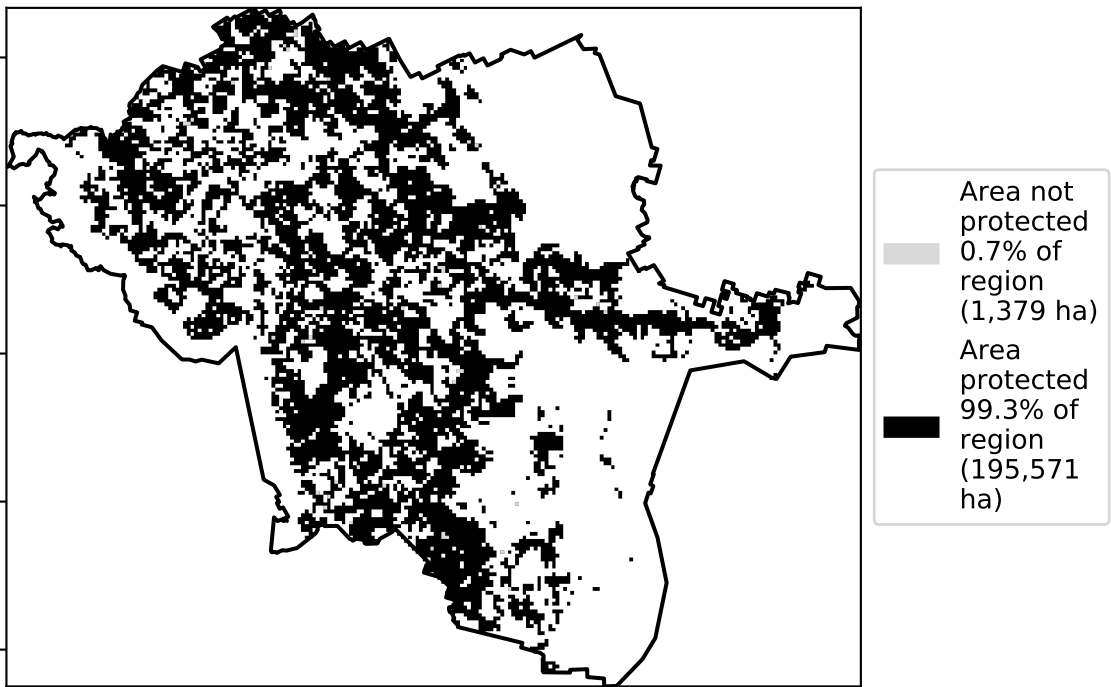 Area not
protected
0.7% of
region
(1,379 ha)
Area
protected
99.3% of
region
(195,571
ha)